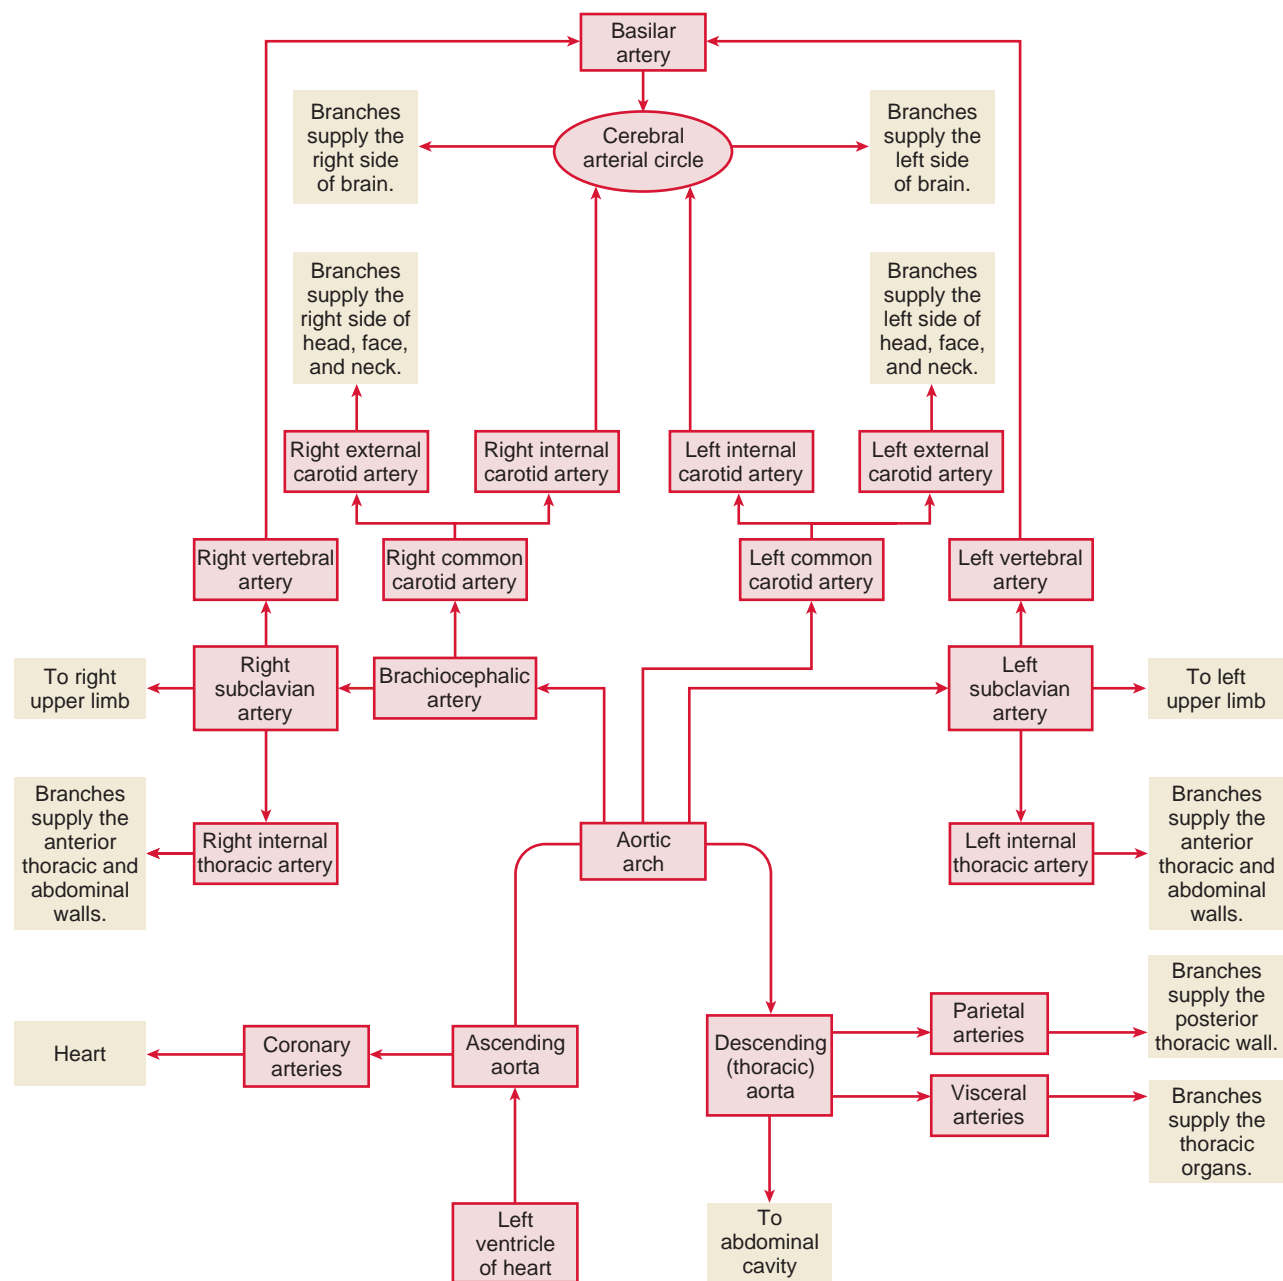 Basilar
artery
Branches
supply the
right side
of brain.
Cerebral
arterial circle
Branches
supply the
left side
of brain.
Branches
supply the
right side of
head, face,
and neck.
Branches
supply the
left side of
head, face,
and neck.
Right external
carotid artery
Right internal
carotid artery
Left internal
carotid artery
Left external
carotid artery
Right vertebral
artery
Right common
carotid artery
Left common
carotid artery
Left vertebral
artery
To right
upper limb
Right
subclavian
artery
Brachiocephalic
artery
Left
subclavian
artery
To left
upper limb
Branches
supply the
anterior
thoracic and
abdominal
walls.
Right internal
thoracic artery
Aortic
arch
Left internal
thoracic artery
Branches
supply the
anterior
thoracic and
abdominal
walls.
Heart
Coronary
arteries
Ascending
aorta
Descending
(thoracic)
aorta
Parietal
arteries
Branches
supply the
posterior
thoracic wall.
Visceral
arteries
Branches
supply the
thoracic
organs.
Left
ventricle
of heart
To
abdominal
cavity